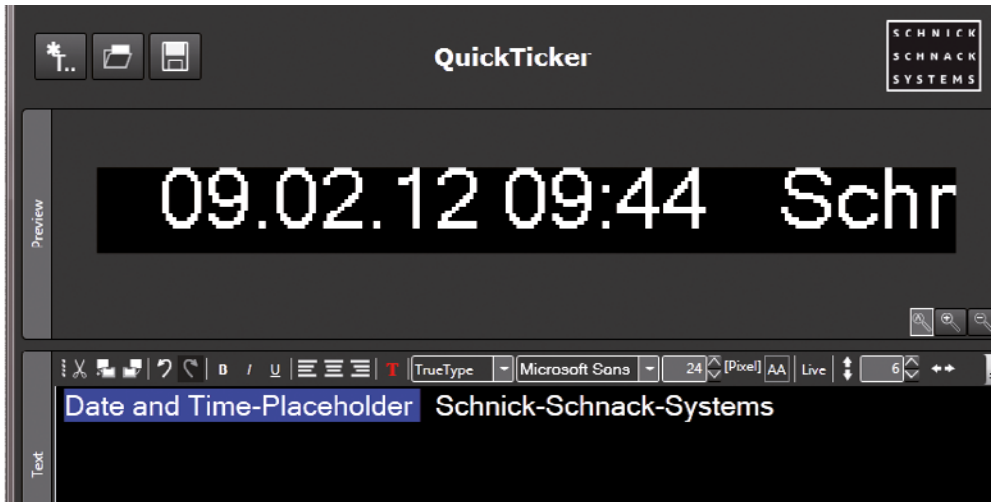 T..
QuickTicker
SCHNICK
SCHNACK
SYSTEMS
Preview
09.02.12 09:44 Schr
B I U T TrueType Microsoft Sans 24 [Pixel] AA Live 6
Text
Date and Time-Placeholder Schnick-Schnack-Systems